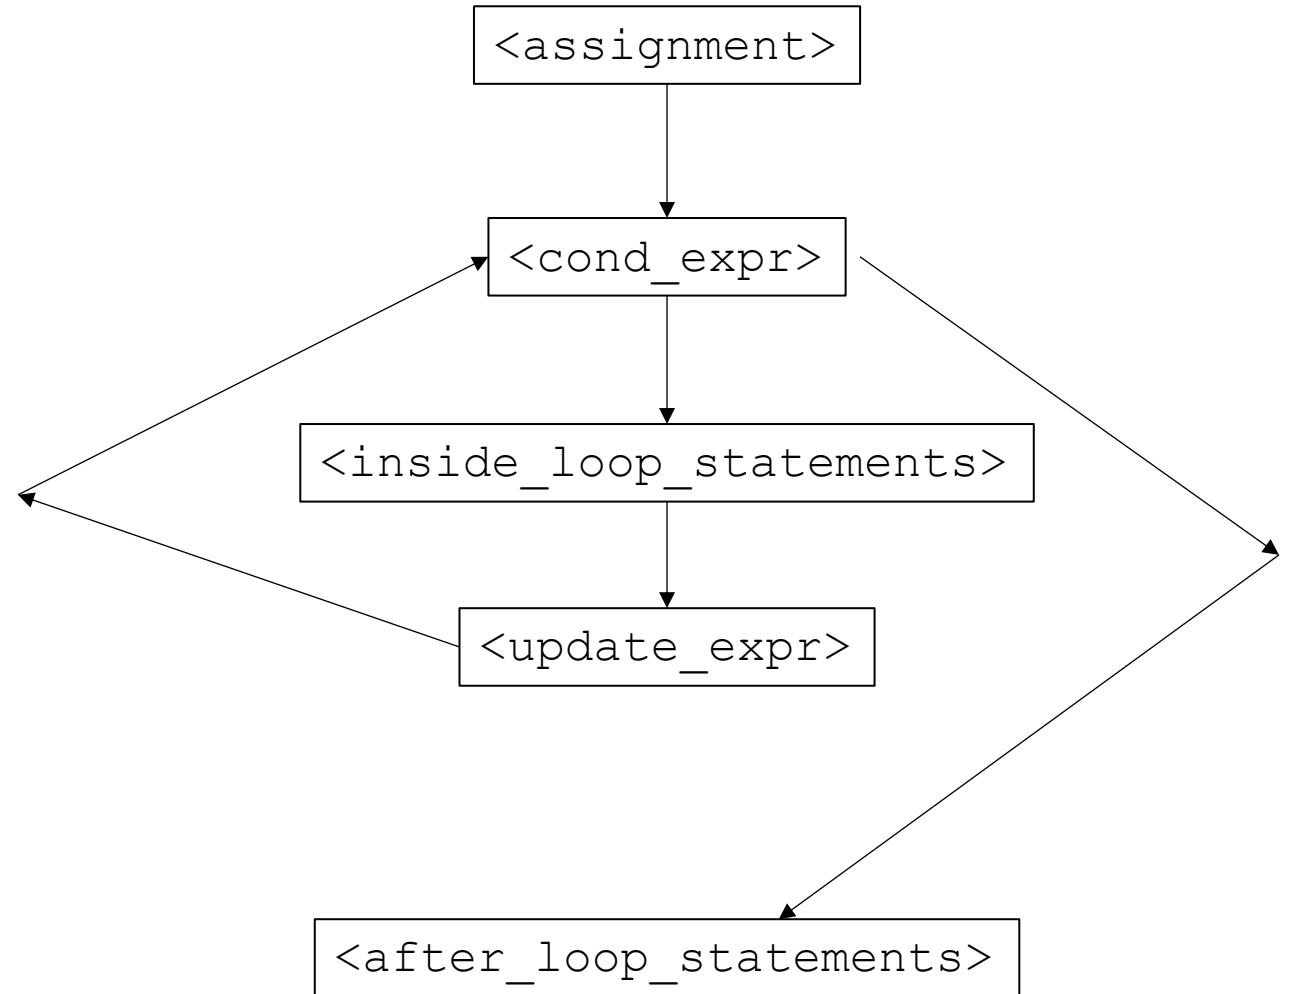 <assignment>
<cond_expr>
<inside_loop_statements>
<update_expr>
<after_loop_statements>